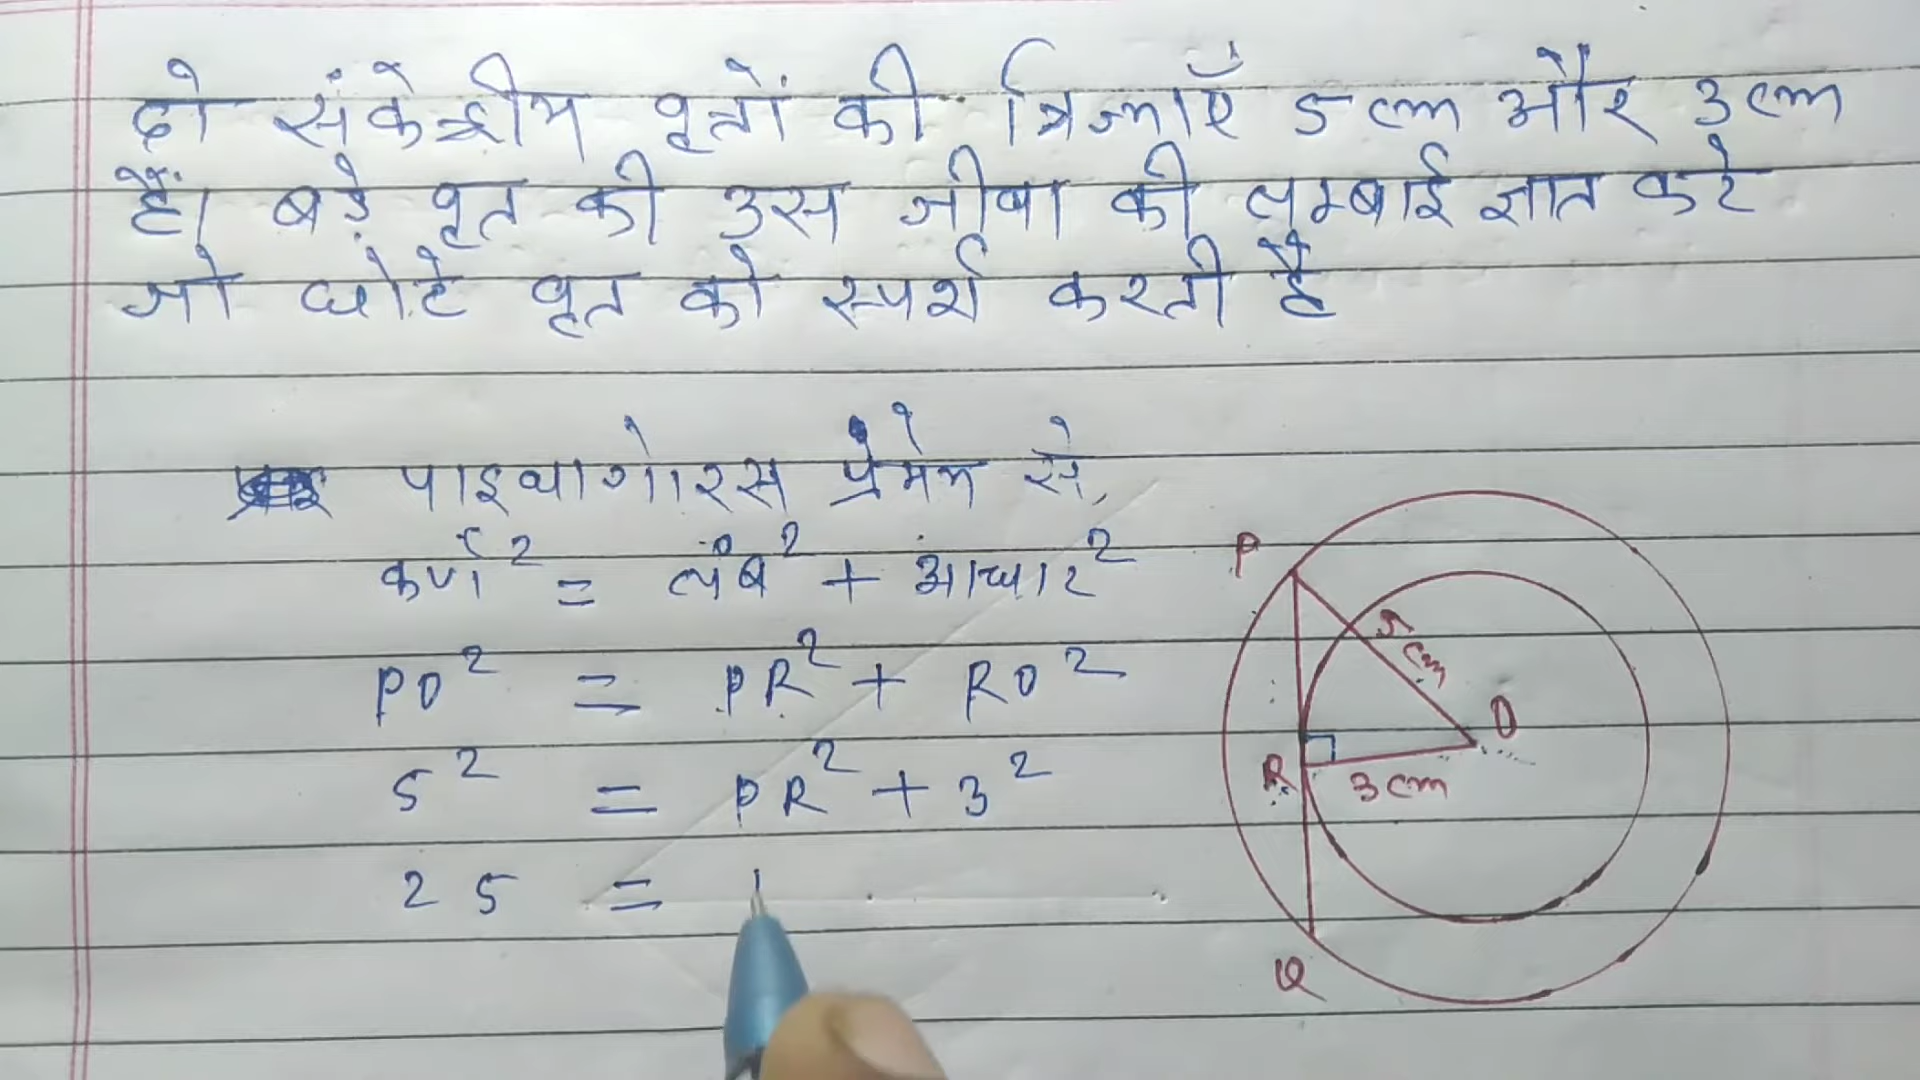 दो संकेन्द्रीय वृतों की त्रिज्याएँ 5 cm और 3 cm
हैं। बड़े वृत की उस जीवा की लम्बाई ज्ञात करे
जो छोटे वृत को स्पर्श करती है
पाइथागोरस प्रेमेय से,
कर्ण² = लंब² + आधार²
PO² = PR² + RO²
5² = PR² + 3²
25 =
P
5 cm
O
R
3 cm
Q